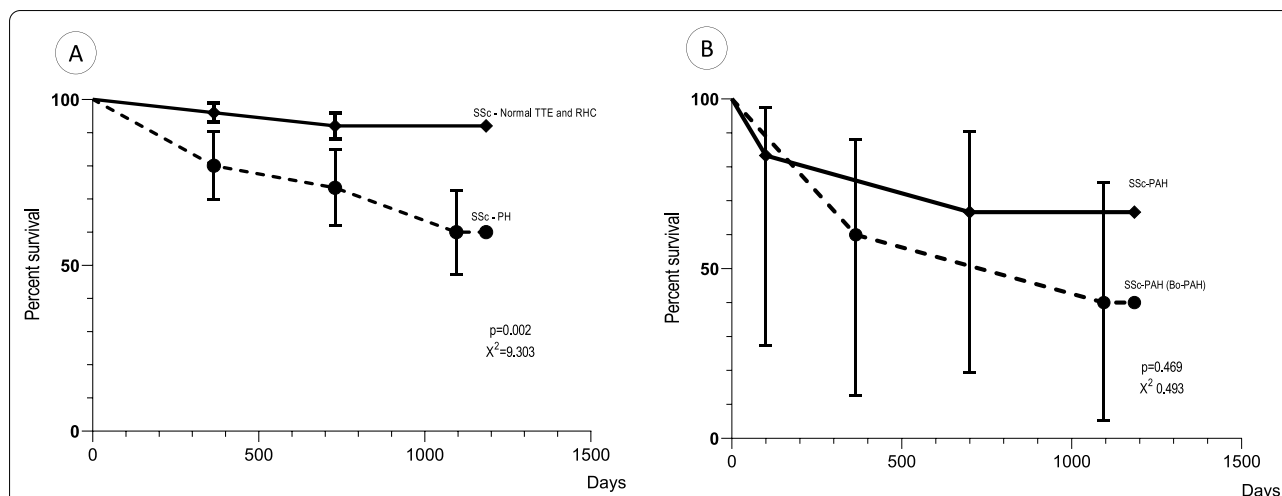 A
100
50
0
0
500
1000
1500
Percent survival
Days
SSc - Normal TTE and RHC
SSc - PH
p=0.002
X²=9.303
B
100
50
0
0
500
1000
1500
Percent survival
Days
SSc-PAH
SSc-PAH (Bo-PAH)
p=0.469
X² 0.493